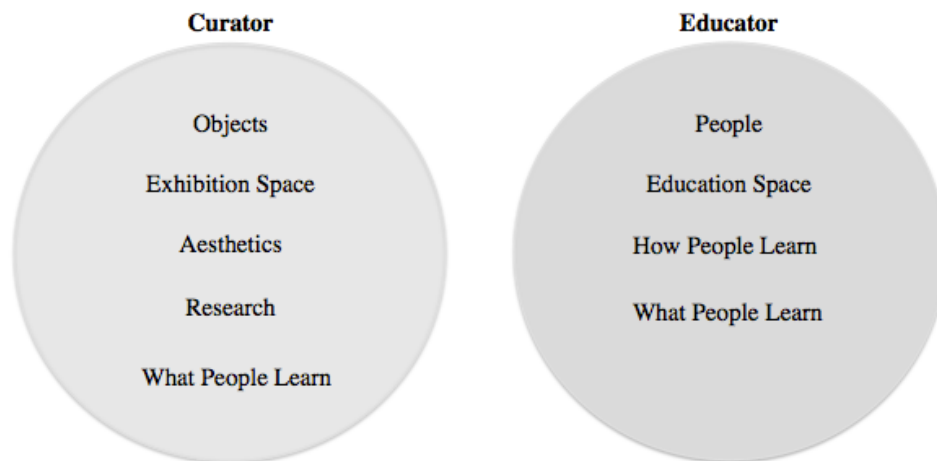 Curator
Objects
Exhibition Space
Aesthetics
Research
What People Learn
Educator
People
Education Space
How People Learn
What People Learn